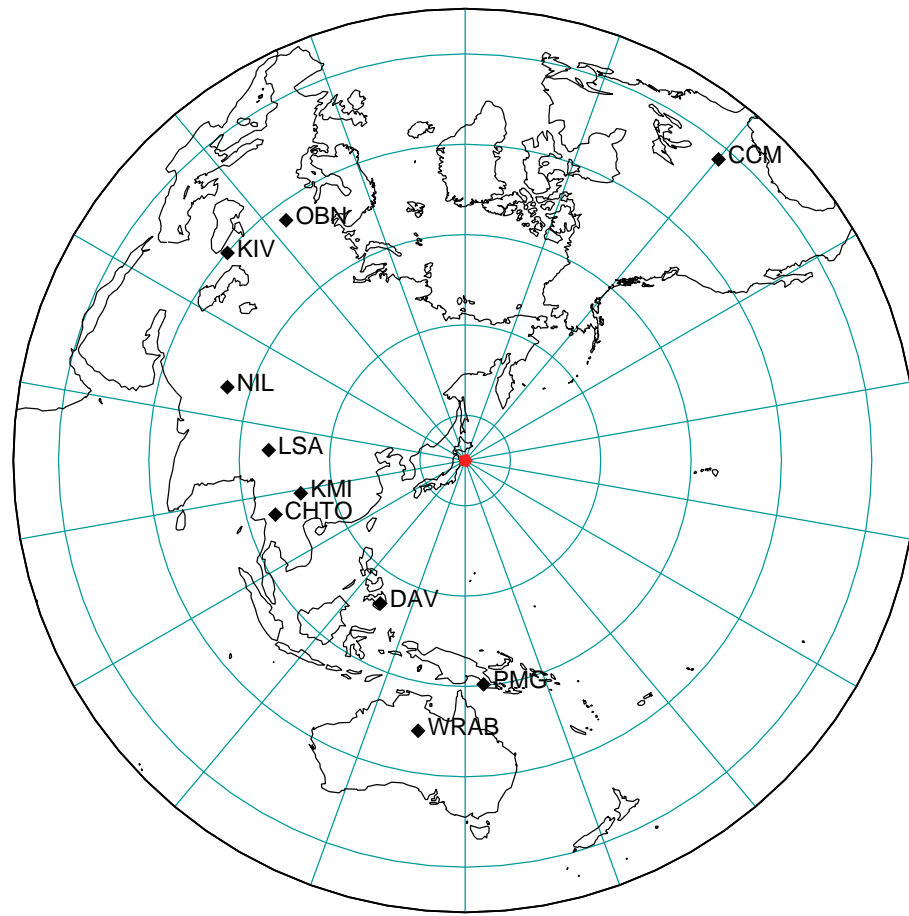 CCM
OBN
KIV
NIL
LSA
KMI
CHTO
DAV
PMG
WRAB